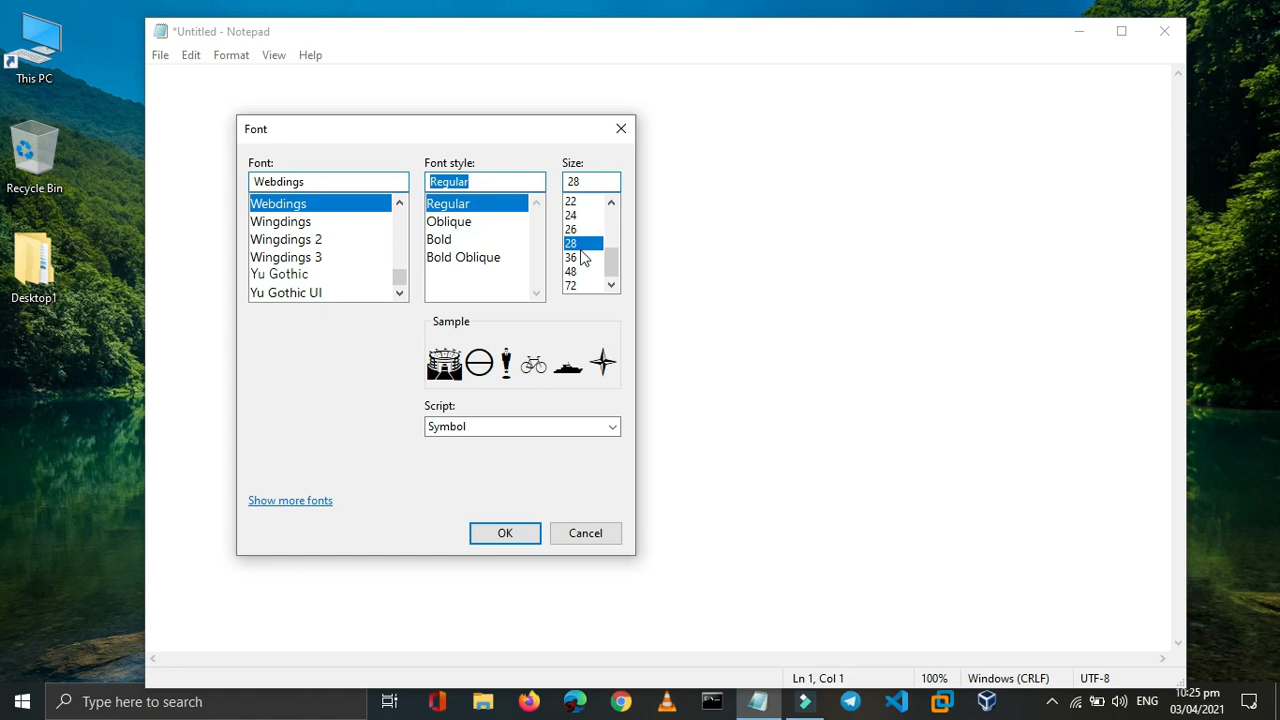 This PC
Recycle Bin
Desktop1
*Untitled - Notepad
File Edit Format View Help
Font
Font: Font style: Size:
Webdings Regular 28
Webdings
Wingdings
Wingdings 2
Wingdings 3
Yu Gothic
Yu Gothic UI
Regular
Oblique
Bold
Bold Oblique
22
24
26
28
36
48
72
Sample
Script:
Symbol
Show more fonts
OK Cancel
Ln 1, Col 1 100% Windows (CRLF) UTF-8
Type here to search
ENG
10:25 pm
03/04/2021